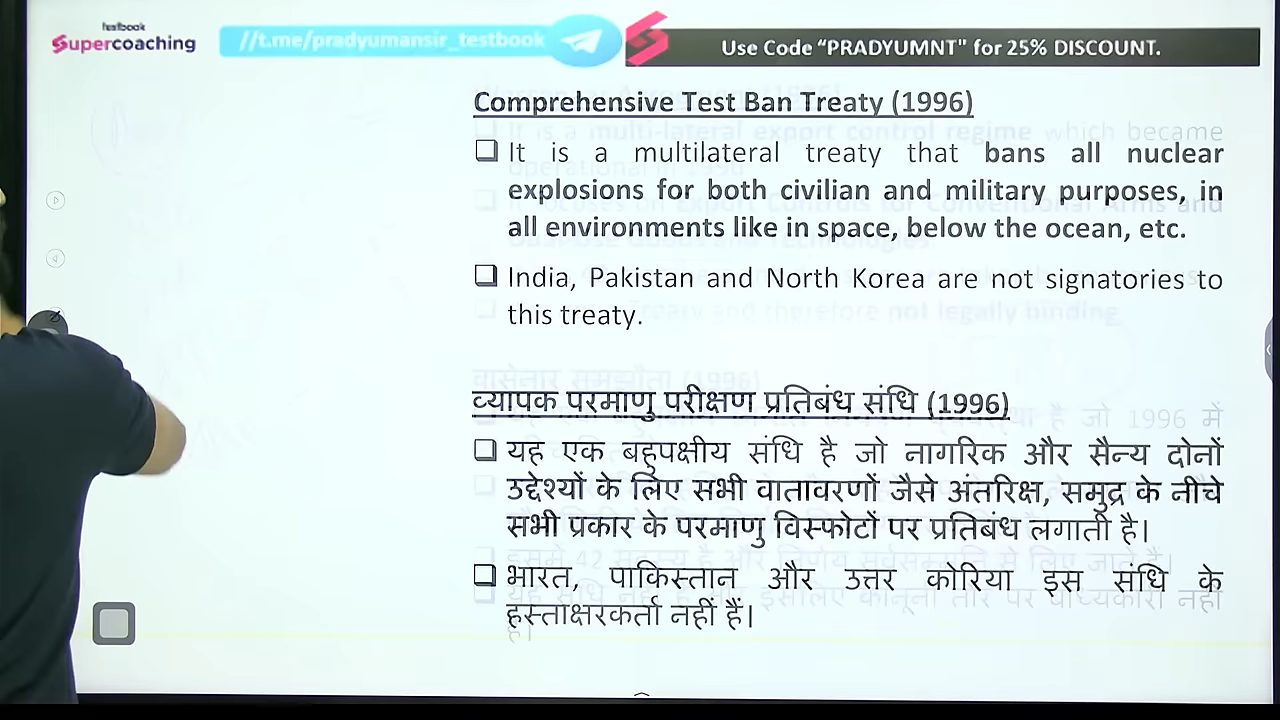 testbook
Supercoaching
//t.me/pradyumansir_testbook
Use Code “PRADYUMNT" for 25% DISCOUNT.
Comprehensive Test Ban Treaty (1996)
It is a multilateral treaty that bans all nuclear
explosions for both civilian and military purposes, in
all environments like in space, below the ocean, etc.
India, Pakistan and North Korea are not signatories to
this treaty.
व्यापक परमाणु परीक्षण प्रतिबंध संधि (1996)
यह एक बहुपक्षीय संधि है जो नागरिक और सैन्य दोनों
उद्देश्यों के लिए सभी वातावरणों जैसे अंतरिक्ष, समुद्र के नीचे
सभी प्रकार के परमाणु विस्फोटों पर प्रतिबंध लगाती है।
भारत, पाकिस्तान और उत्तर कोरिया इस संधि के
हस्ताक्षरकर्ता नहीं हैं।